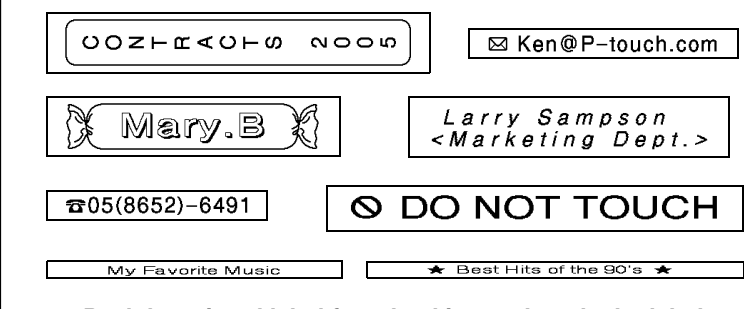 CONTRACTS 2005
✉ Ken@P-touch.com
Mary.B
Larry Sampson
<Marketing Dept.>
☎05(8652)-6491
🛇 DO NOT TOUCH
My Favorite Music
★ Best Hits of the 90's ★